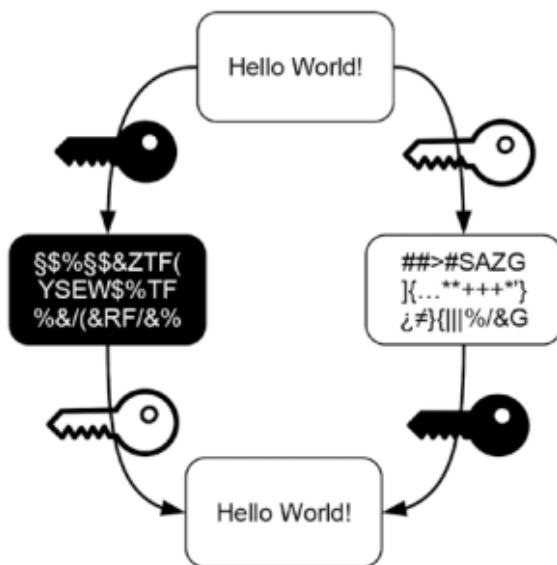 Hello World!
§$%§$&ZTF(
YSEW$%TF
%&/(&RF/&%
##>#SAZG
]{…**+++*'}
¿≠}{|||%/&G
Hello World!